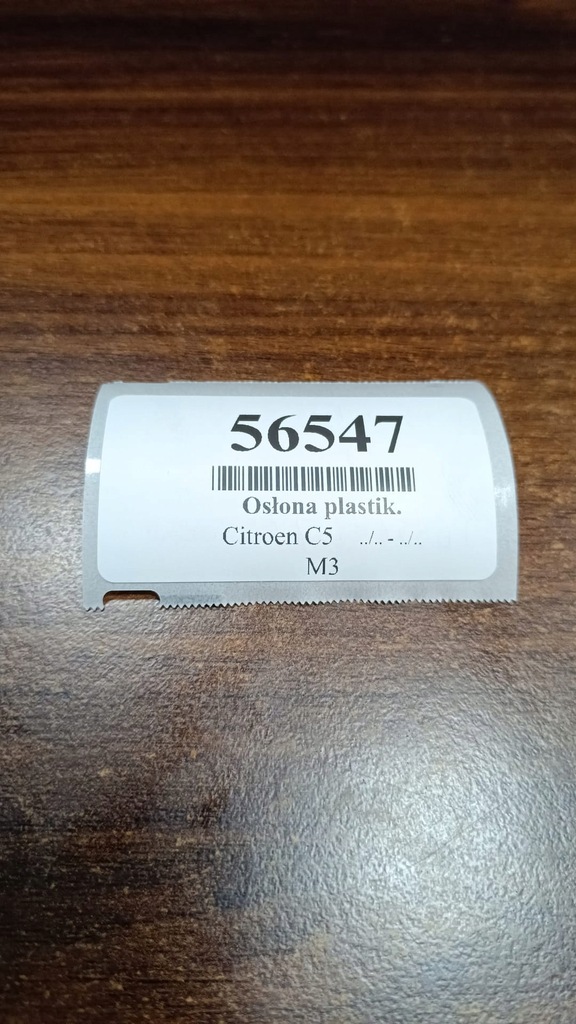 56547
Osłona plastik.
Citroen C5 ../.. - ../..
M3